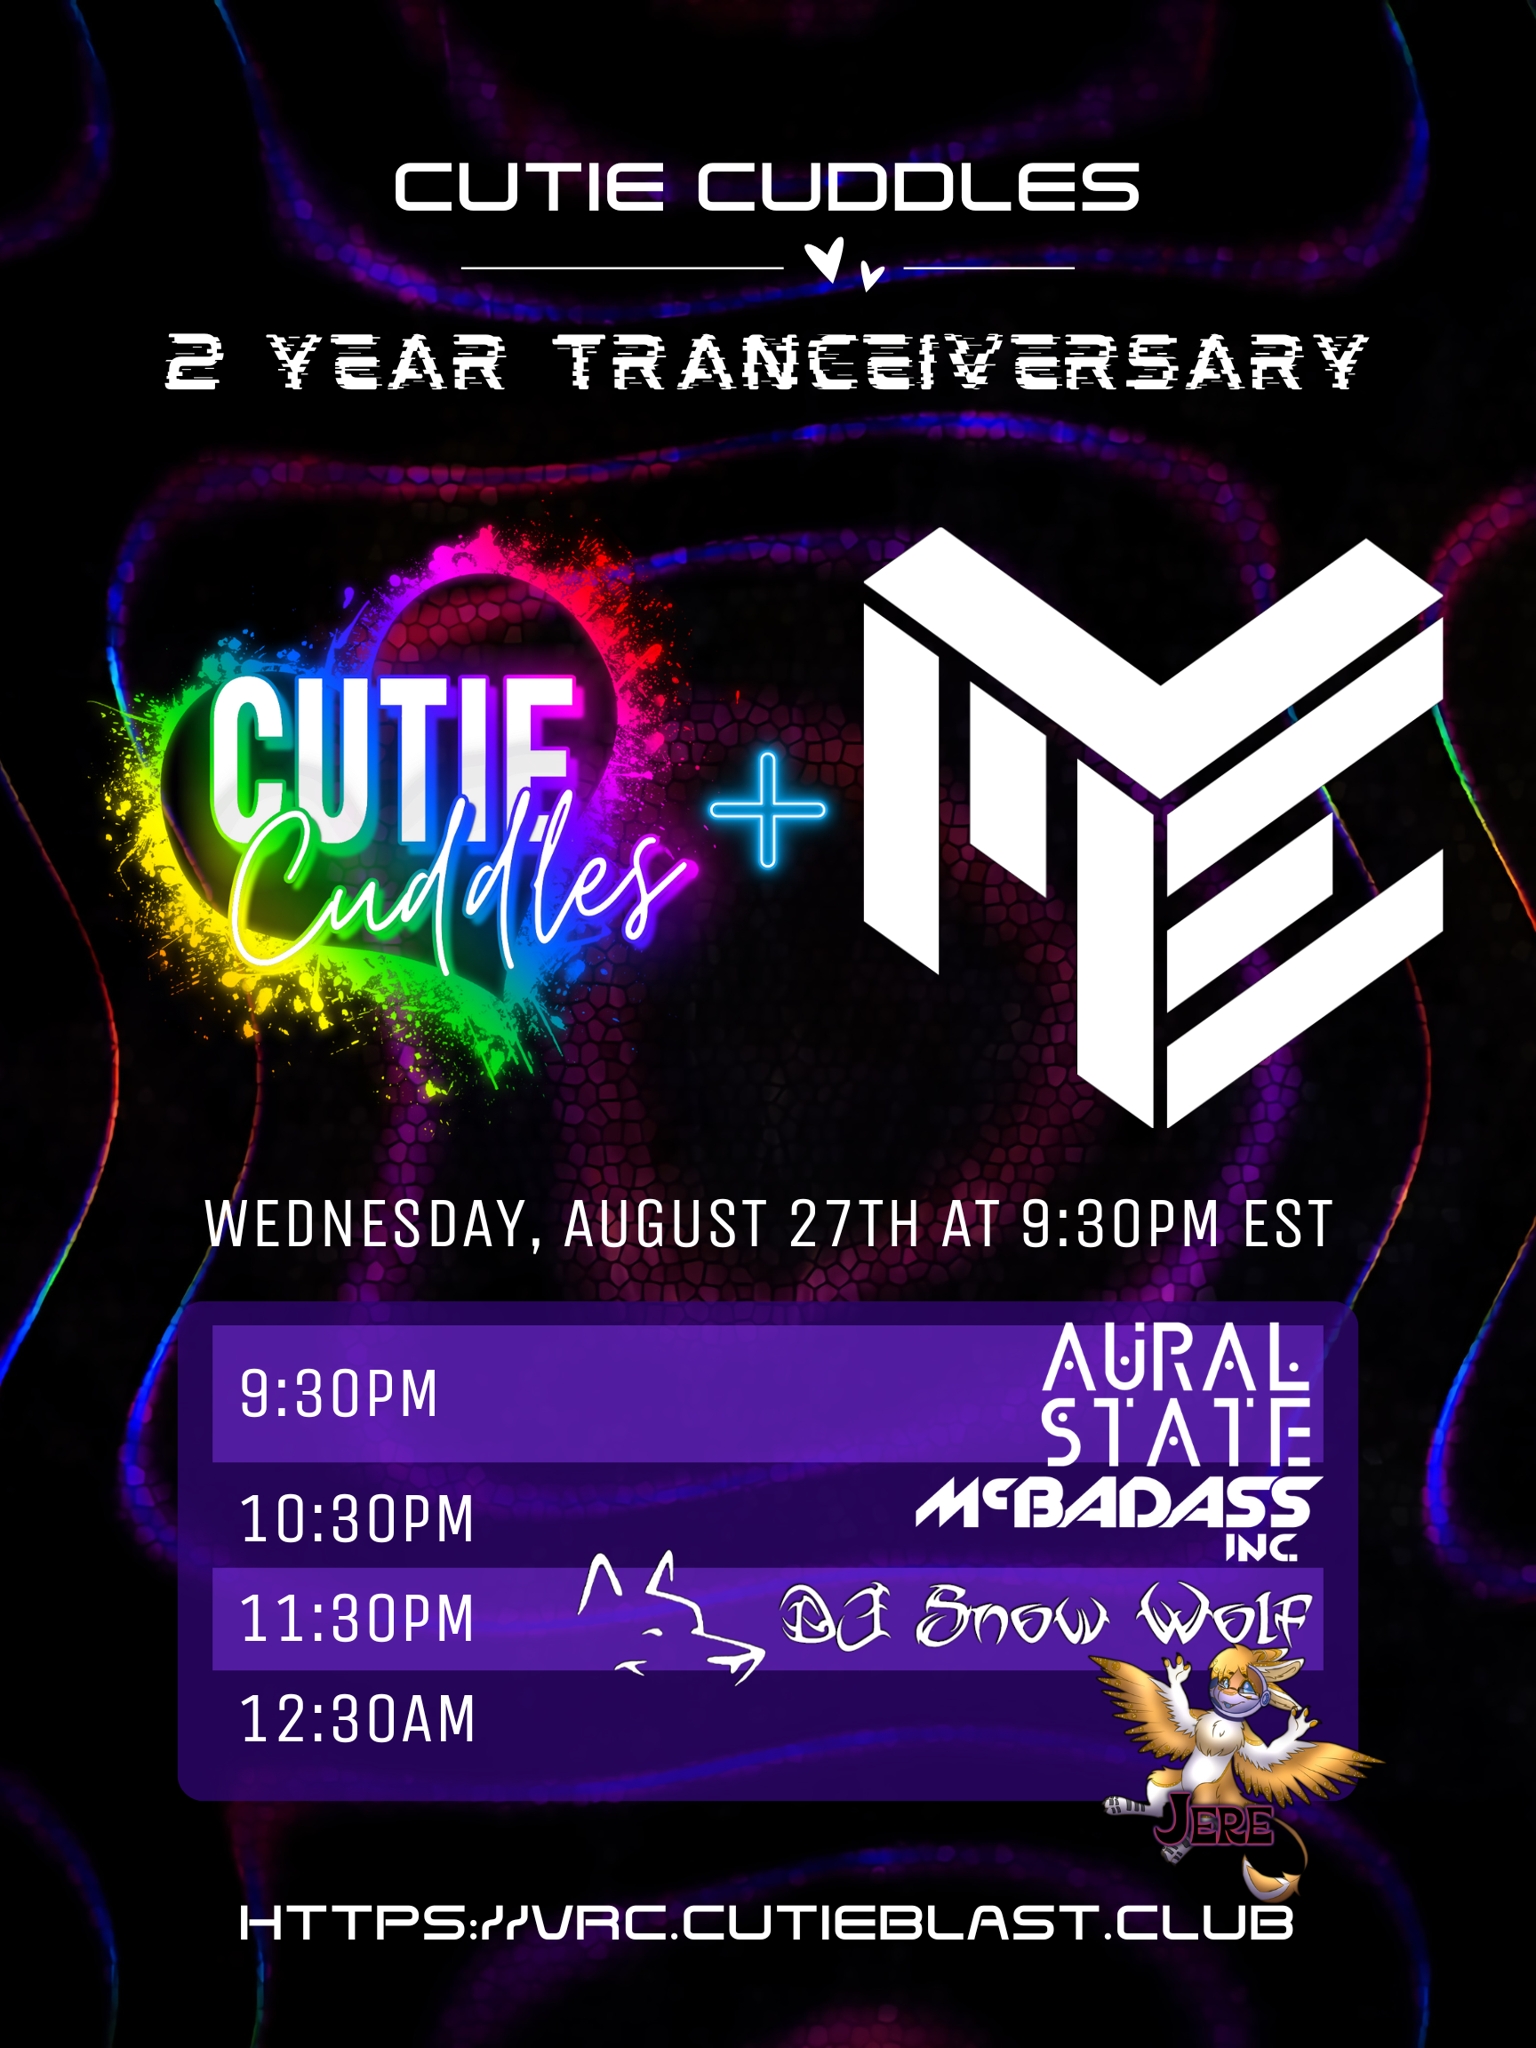 CUTIE CUDDLES
2 YEAR TRANCEIVERSARY
CUTIE
Cuddles
+
ME
WEDNESDAY, AUGUST 27TH AT 9:30PM EST
9:30PM
AURAL
STATE
10:30PM
McBADASS
INC.
11:30PM
DJ Snow Wolf
12:30AM
JERE
HTTPS://VRC.CUTIEBLAST.CLUB